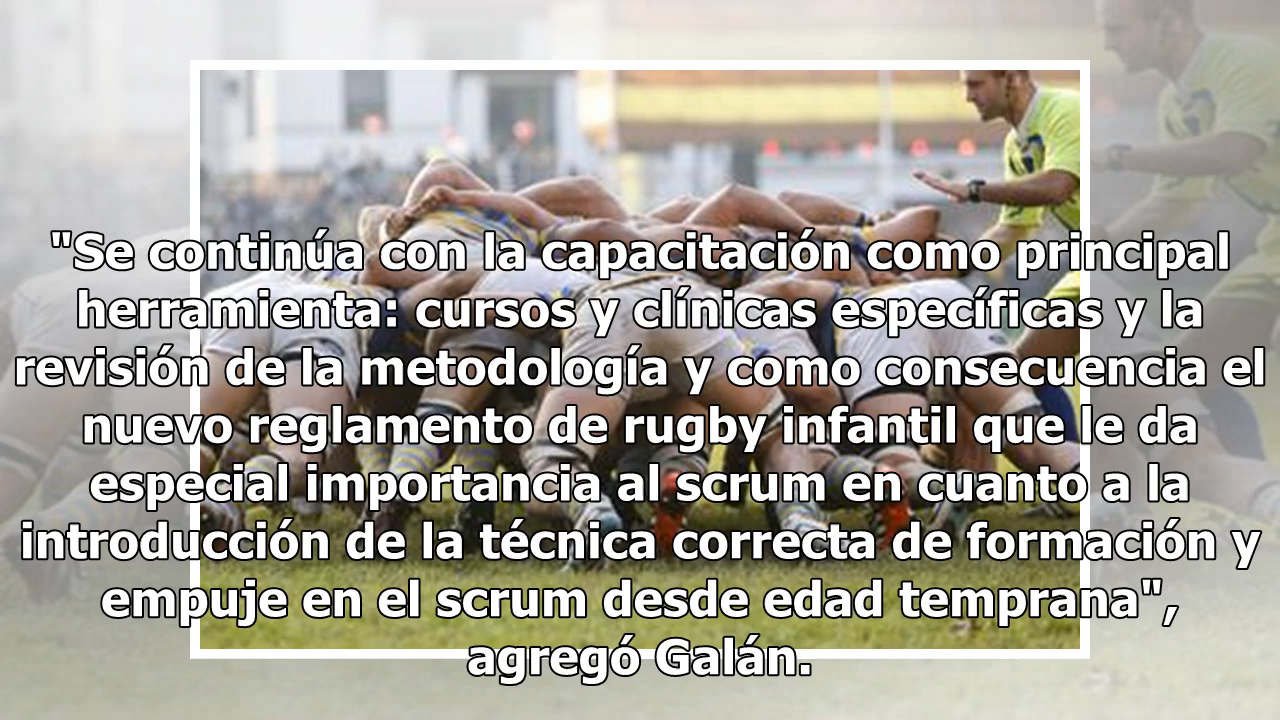 "Se continúa con la capacitación como principal
herramienta: cursos y clínicas específicas y la
revisión de la metodología y como consecuencia el
nuevo reglamento de rugby infantil que le da
especial importancia al scrum en cuanto a la
introducción de la técnica correcta de formación y
empuje en el scrum desde edad temprana",
agregó Galán.